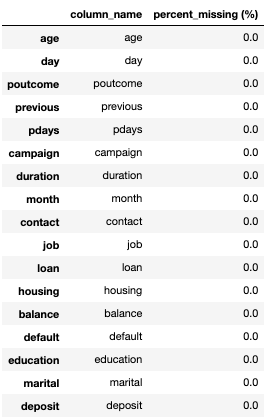 column_name percent_missing (%)
age age 0.0
day day 0.0
poutcome poutcome 0.0
previous previous 0.0
pdays pdays 0.0
campaign campaign 0.0
duration duration 0.0
month month 0.0
contact contact 0.0
job job 0.0
loan loan 0.0
housing housing 0.0
balance balance 0.0
default default 0.0
education education 0.0
marital marital 0.0
deposit deposit 0.0